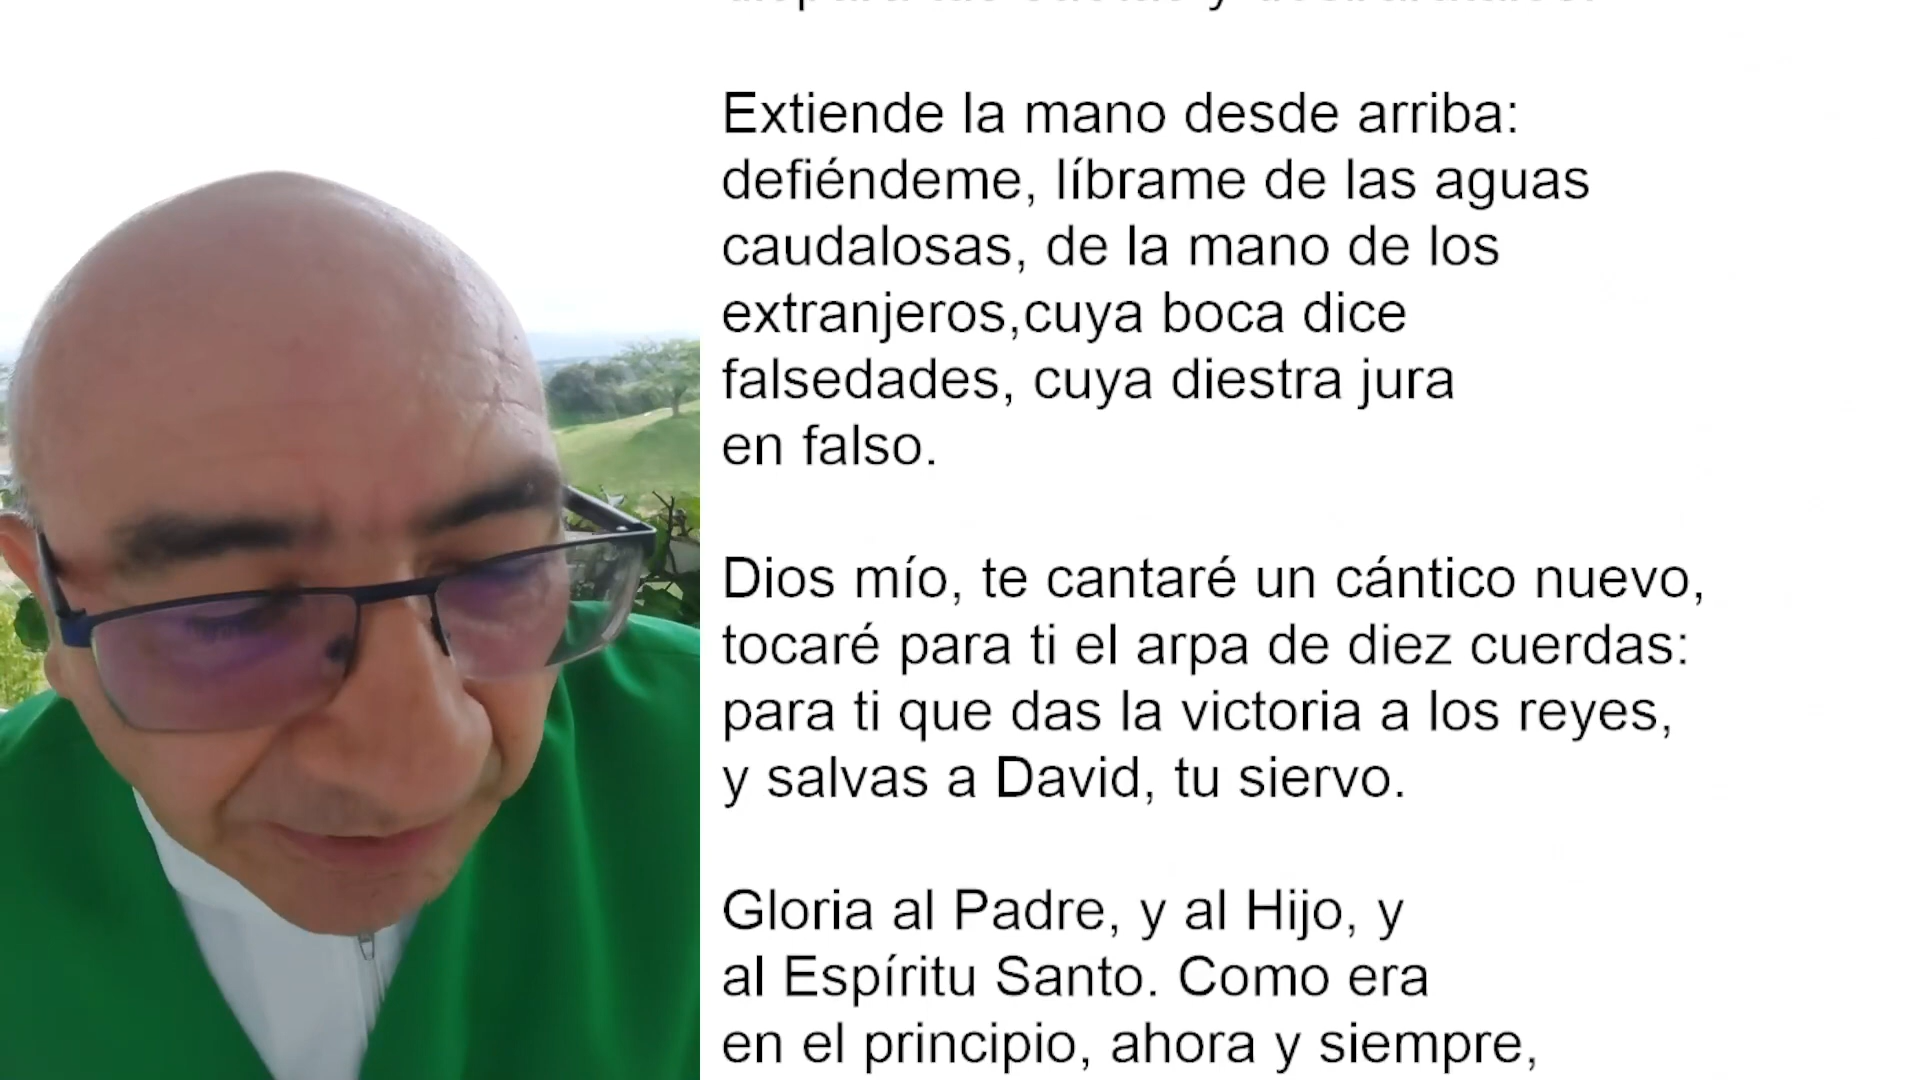 Extiende la mano desde arriba:
defiéndeme, líbrame de las aguas
caudalosas, de la mano de los
extranjeros,cuya boca dice
falsedades, cuya diestra jura
en falso.
Dios mío, te cantaré un cántico nuevo,
tocaré para ti el arpa de diez cuerdas:
para ti que das la victoria a los reyes,
y salvas a David, tu siervo.
Gloria al Padre, y al Hijo, y
al Espíritu Santo. Como era
en el principio, ahora y siempre,